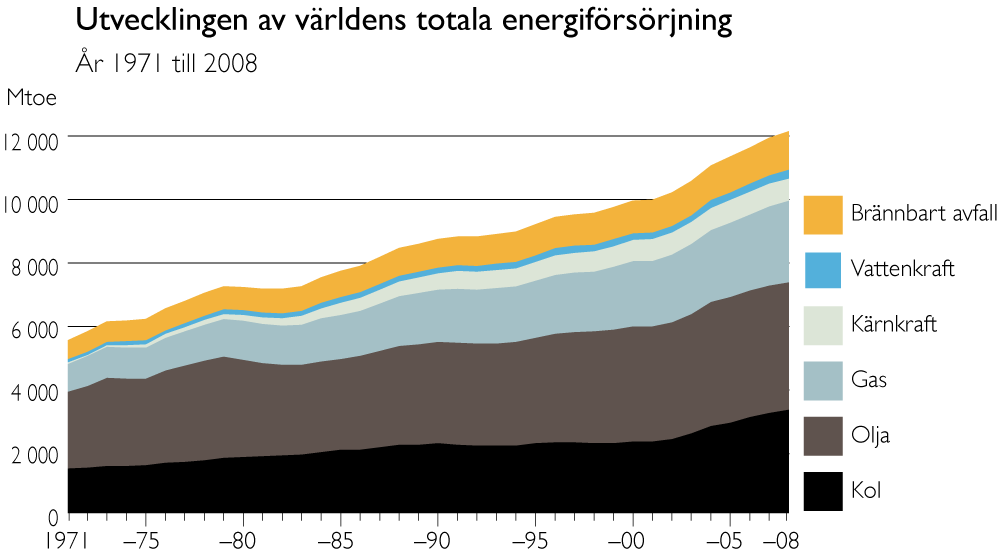 Utvecklingen av världens totala energiförsörjning
År 1971 till 2008
Mtoe
12 000
10 000
8 000
6 000
4 000
2 000
0
1971 –75 –80 –85 –90 –95 –00 –05 –08
Brännbart avfall
Vattenkraft
Kärnkraft
Gas
Olja
Kol